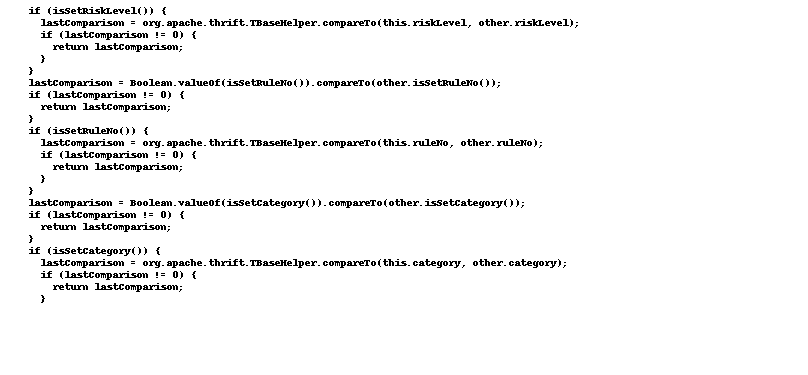 if (isSetRiskLevel()) {
lastComparison = org.apache.thrift.TBaseHelper.compareTo(this.riskLevel, other.riskLevel);
if (lastComparison != 0) {
return lastComparison;
}
}
lastComparison = Boolean.valueOf(isSetRuleNo()).compareTo(other.isSetRuleNo());
if (lastComparison != 0) {
return lastComparison;
}
if (isSetRuleNo()) {
lastComparison = org.apache.thrift.TBaseHelper.compareTo(this.ruleNo, other.ruleNo);
if (lastComparison != 0) {
return lastComparison;
}
}
lastComparison = Boolean.valueOf(isSetCategory()).compareTo(other.isSetCategory());
if (lastComparison != 0) {
return lastComparison;
}
if (isSetCategory()) {
lastComparison = org.apache.thrift.TBaseHelper.compareTo(this.category, other.category);
if (lastComparison != 0) {
return lastComparison;
}